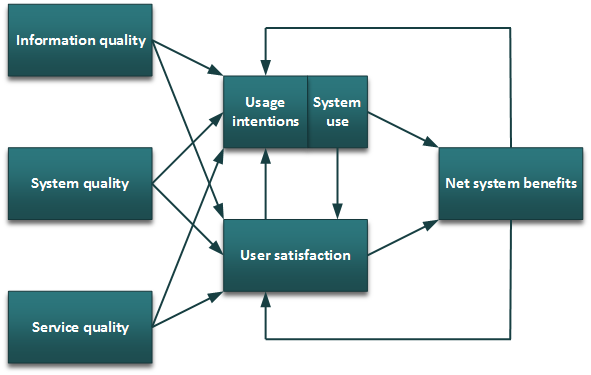 Information quality
Usage
intentions
System
use
System quality
Net system benefits
User satisfaction
Service quality